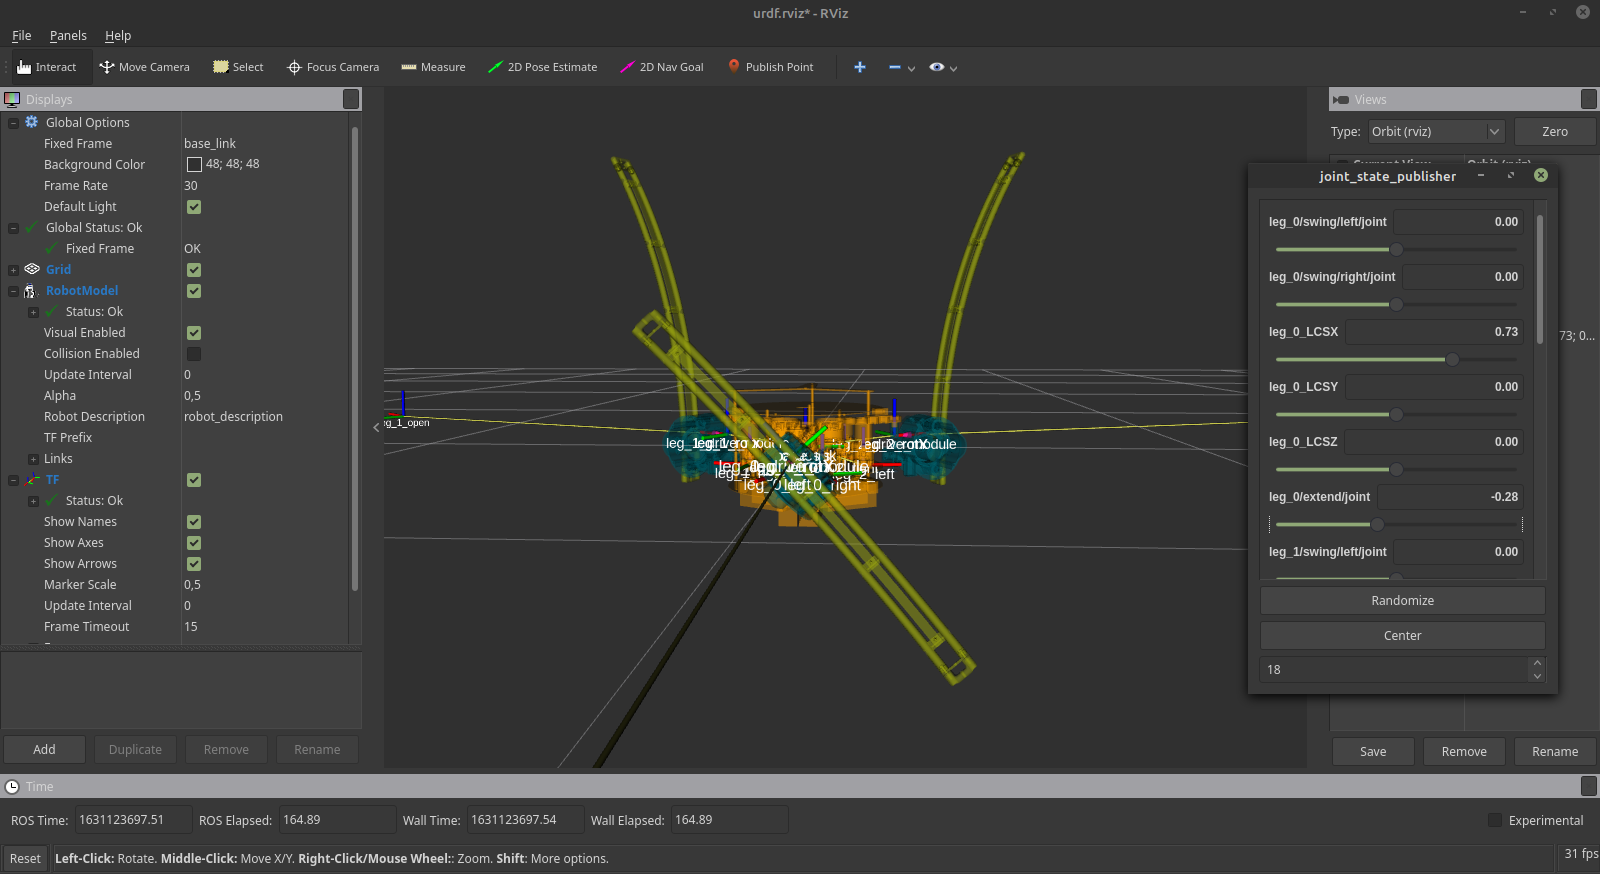 urdf.rviz* - RViz
File Panels Help
Interact Move Camera Select Focus Camera Measure 2D Pose Estimate 2D Nav Goal Publish Point
Displays
Global Options
Fixed Frame base_link
Background Color 48; 48; 48
Frame Rate 30
Default Light
Global Status: Ok
Fixed Frame OK
Grid
RobotModel
Status: Ok
Visual Enabled
Collision Enabled
Update Interval 0
Alpha 0,5
Robot Description robot_description
TF Prefix
Links
TF
Status: Ok
Show Names
Show Axes
Show Arrows
Marker Scale 0,5
Update Interval 0
Frame Timeout 15
Add Duplicate Remove Rename
eg_1_open
Views
Type: Orbit (rviz) Zero
73; 0...
joint_state_publisher
leg_0/swing/left/joint 0.00
leg_0/swing/right/joint 0.00
leg_0_LCSX 0.73
leg_0_LCSY 0.00
leg_0_LCSZ 0.00
leg_0/extend/joint -0.28
leg_1/swing/left/joint 0.00
Randomize
Center
18
Save Remove Rename
Time
ROS Time: 1631123697.51 ROS Elapsed: 164.89 Wall Time: 1631123697.54 Wall Elapsed: 164.89 Experimental
Reset Left-Click: Rotate. Middle-Click: Move X/Y. Right-Click/Mouse Wheel:: Zoom. Shift: More options. 31 fps